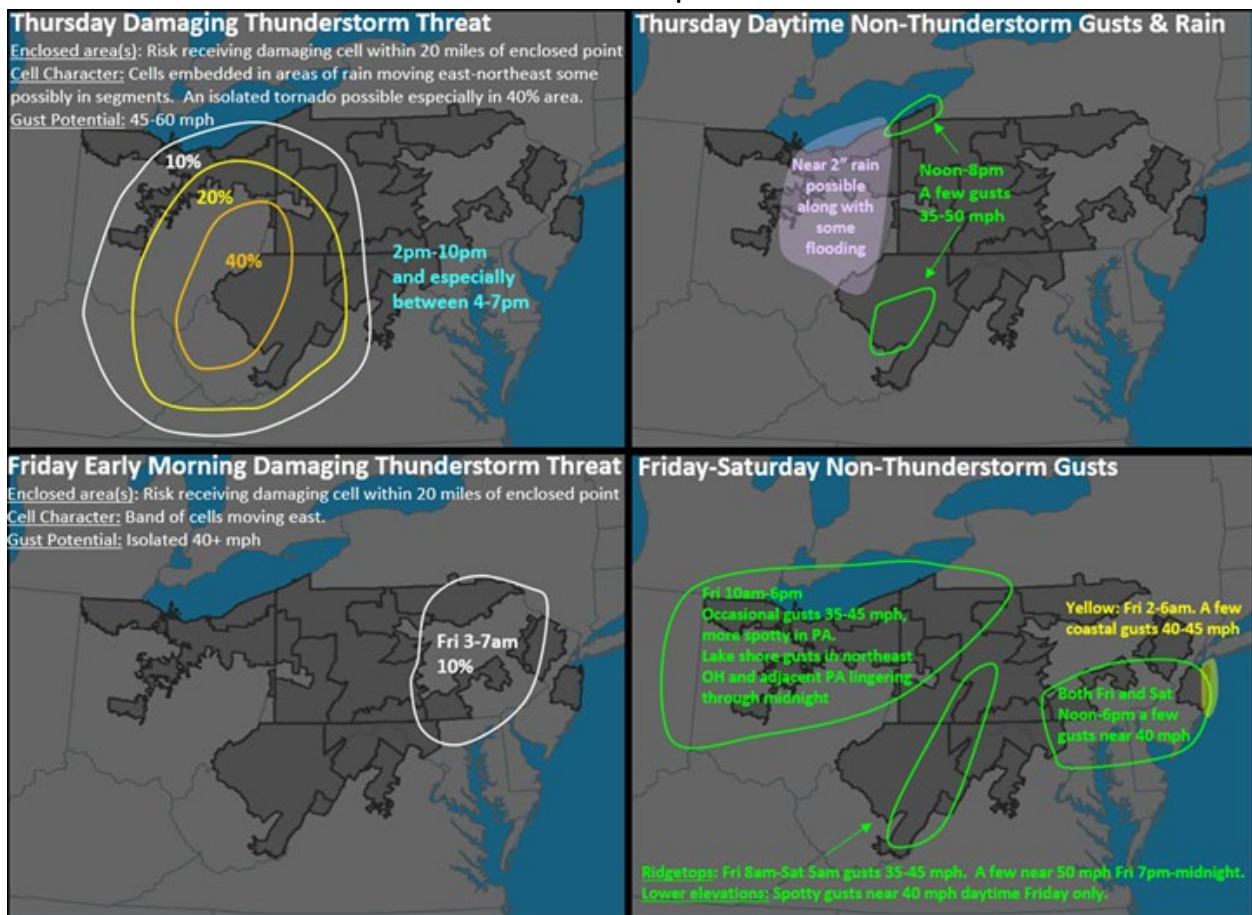 Thursday Damaging Thunderstorm Threat
Enclosed area(s): Risk receiving damaging cell within 20 miles of enclosed point
Cell Character: Cells embedded in areas of rain moving east-northeast some
possibly in segments.  An isolated tornado possible especially in 40% area.
Gust Potential: 45-60 mph
10%
20%
40%
2pm-10pm
and especially
between 4-7pm
Thursday Daytime Non-Thunderstorm Gusts & Rain
Near 2" rain
possible
along with
some
flooding
Noon-8pm
A few gusts
35-50 mph
Friday Early Morning Damaging Thunderstorm Threat
Enclosed area(s): Risk receiving damaging cell within 20 miles of enclosed point
Cell Character: Band of cells moving east.
Gust Potential: Isolated 40+ mph
Fri 3-7am
10%
Friday-Saturday Non-Thunderstorm Gusts
Fri 10am-6pm
Occasional gusts 35-45 mph,
more spotty in PA.
Lake shore gusts in northeast
OH and adjacent PA lingering
through midnight
Yellow: Fri 2-6am. A few
coastal gusts 40-45 mph
Both Fri and Sat
Noon-6pm a few
gusts near 40 mph
Ridgetops: Fri 8am-Sat 5am gusts 35-45 mph.  A few near 50 mph Fri 7pm-midnight.
Lower elevations: Spotty gusts near 40 mph daytime Friday only.